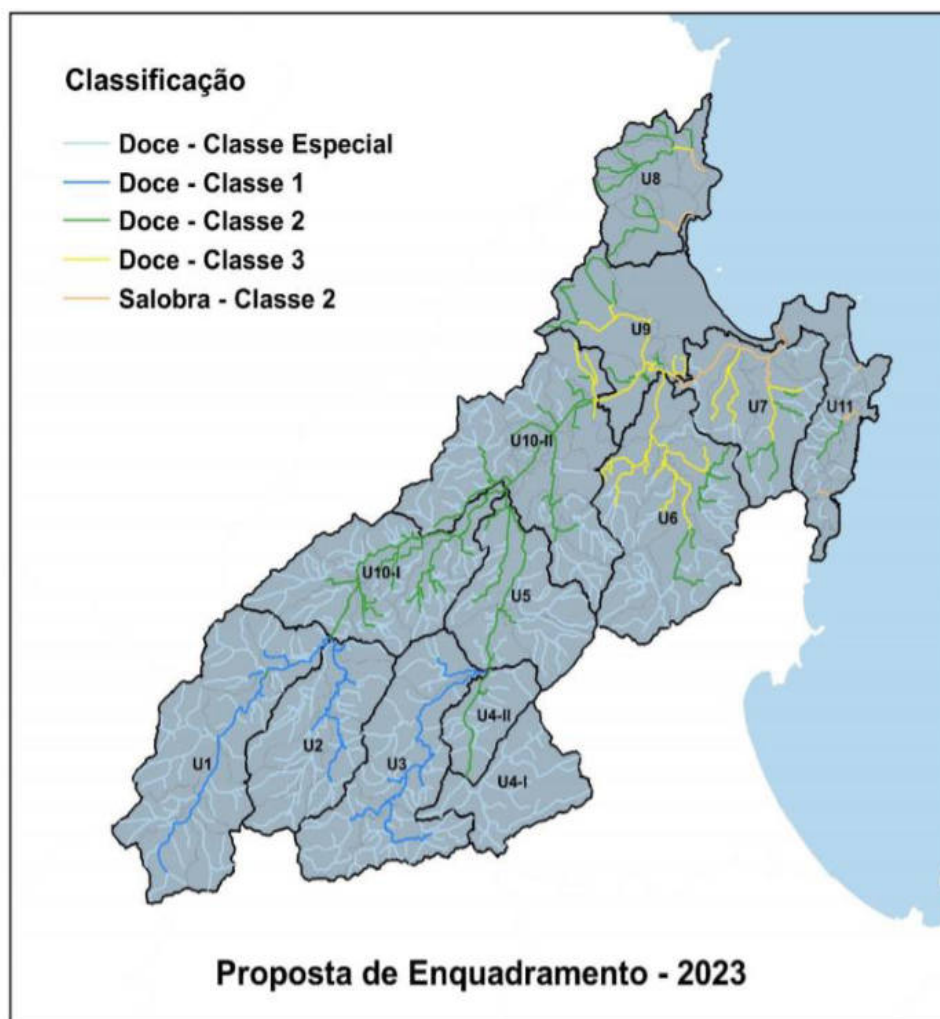 Classificação
Doce - Classe Especial
Doce - Classe 1
Doce - Classe 2
Doce - Classe 3
Salobra - Classe 2
U8
U9
U7
U11
U10-II
U6
U10-I
U5
U4-II
U2
U1
U3
U4-I
Proposta de Enquadramento - 2023